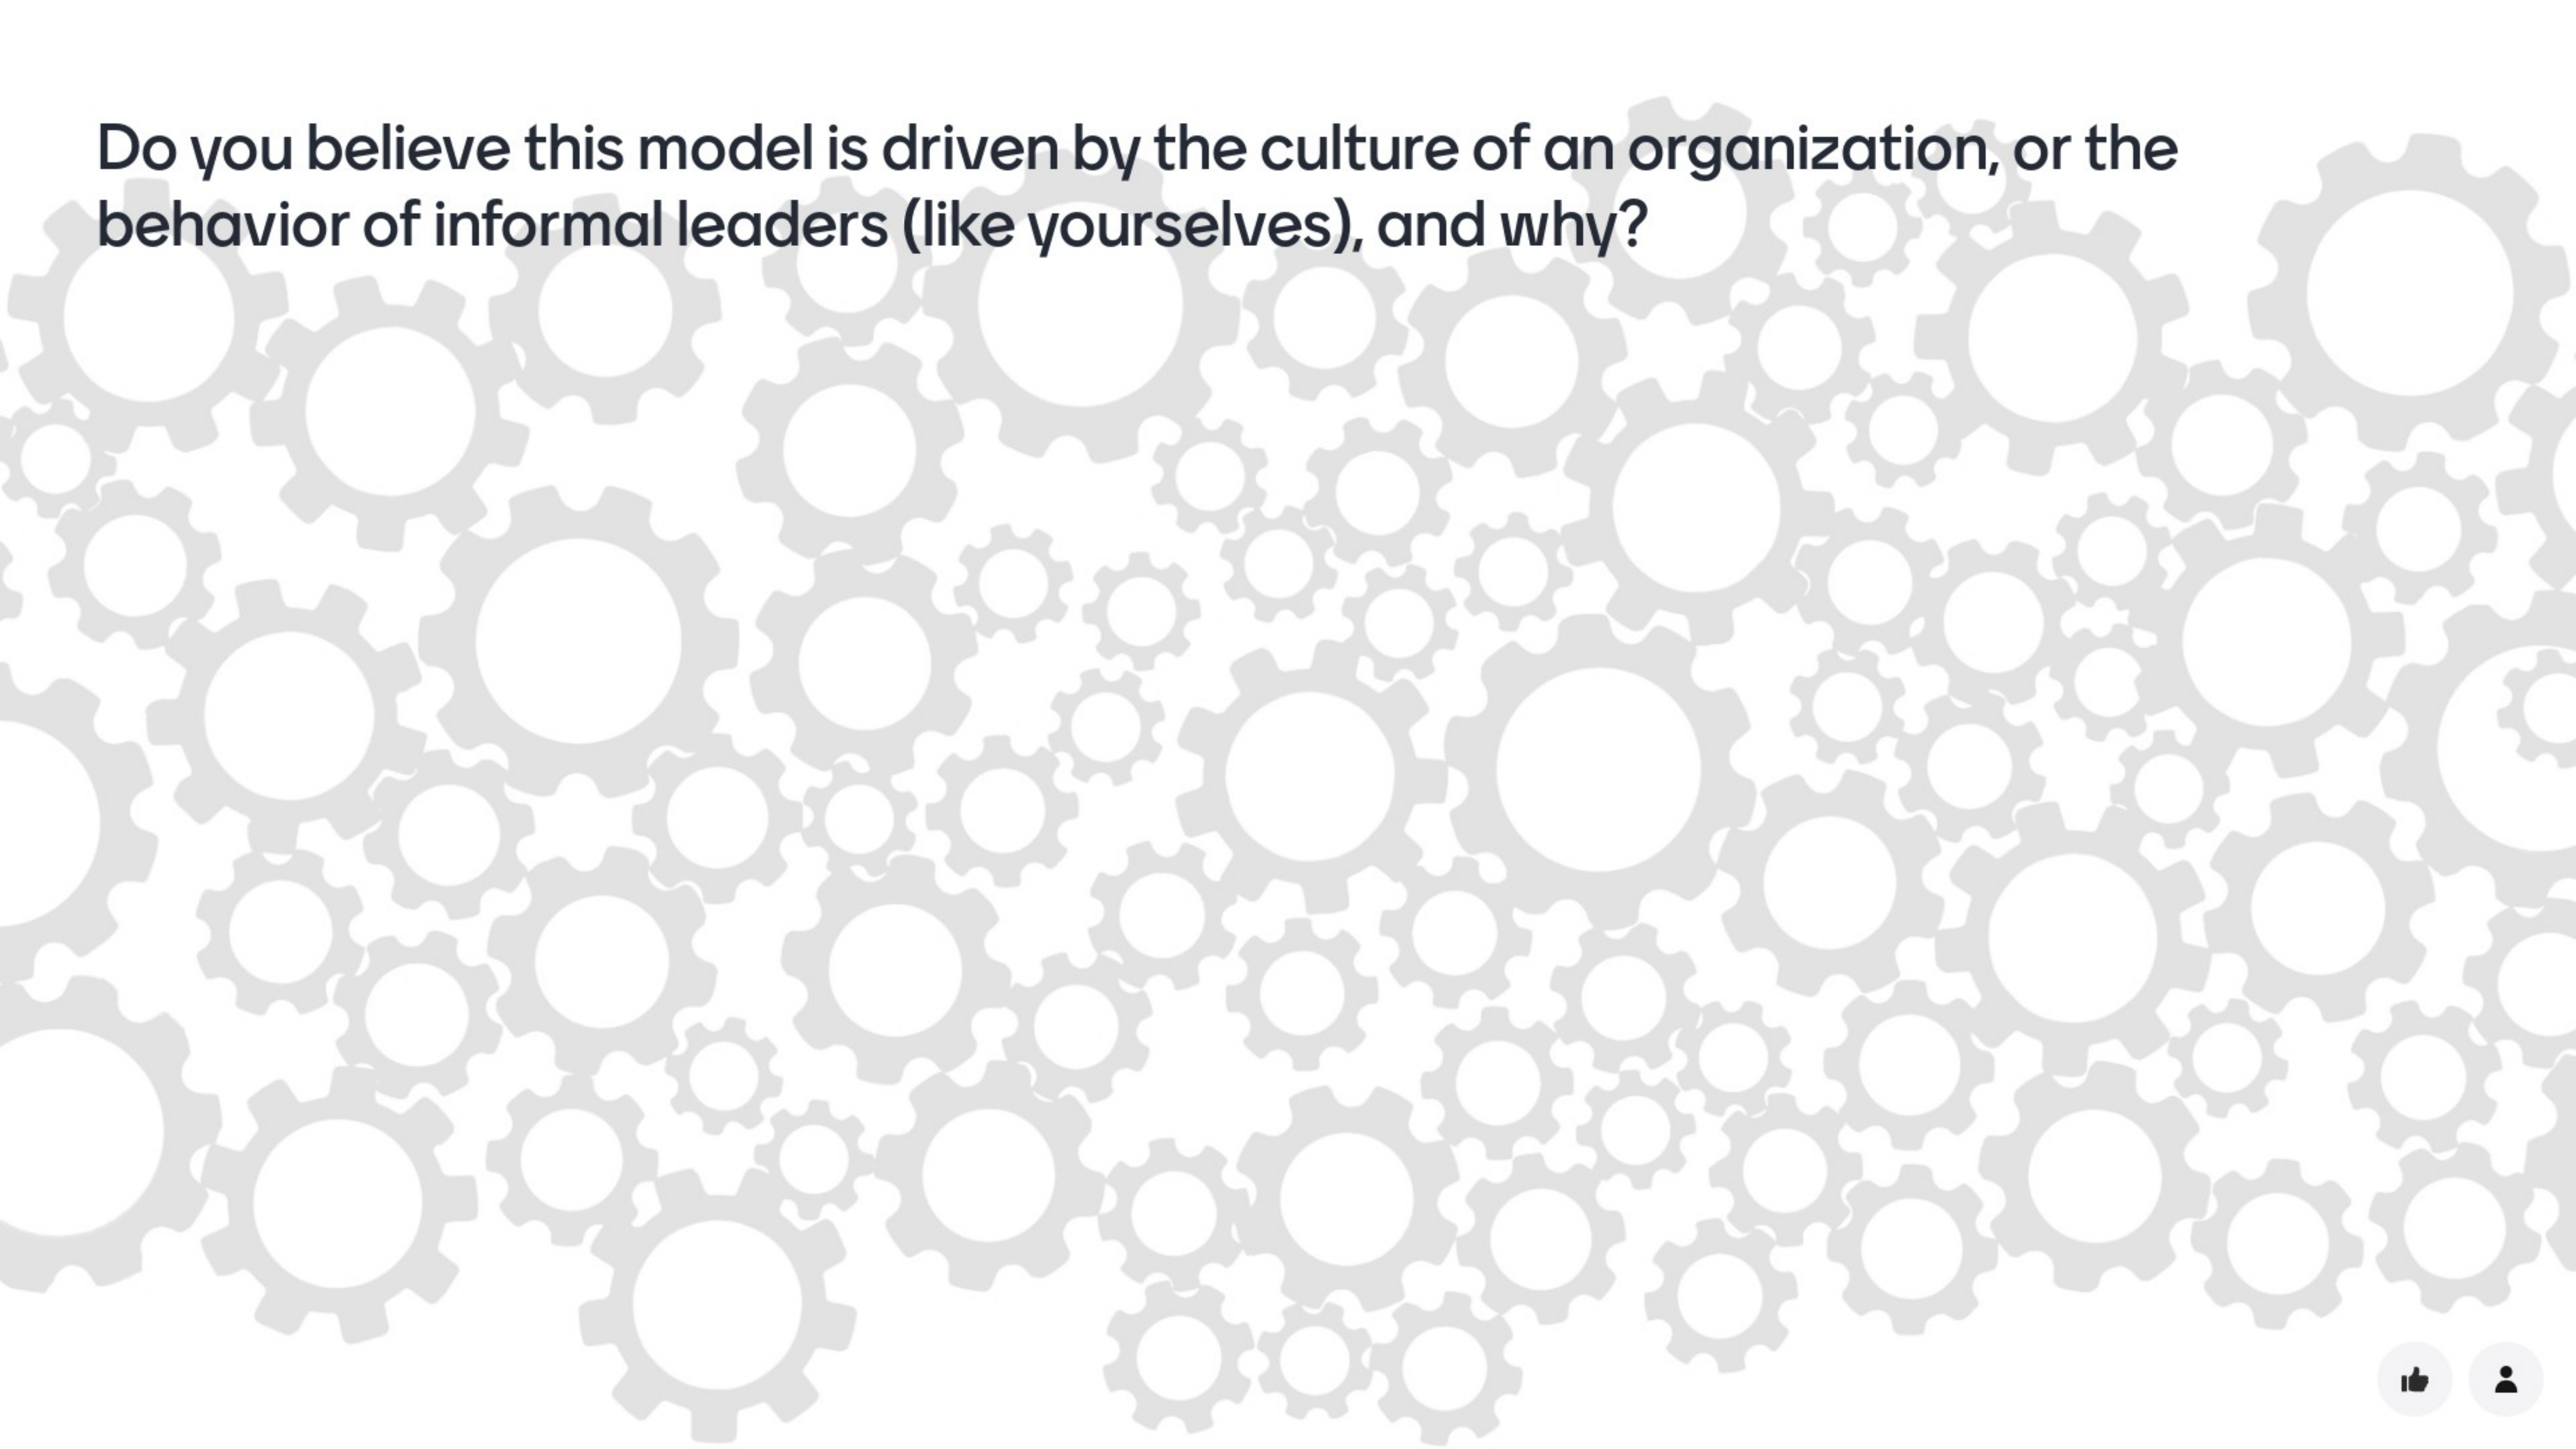 Do you believe this model is driven by the culture of an organization, or the
behavior of informal leaders (like yourselves), and why?